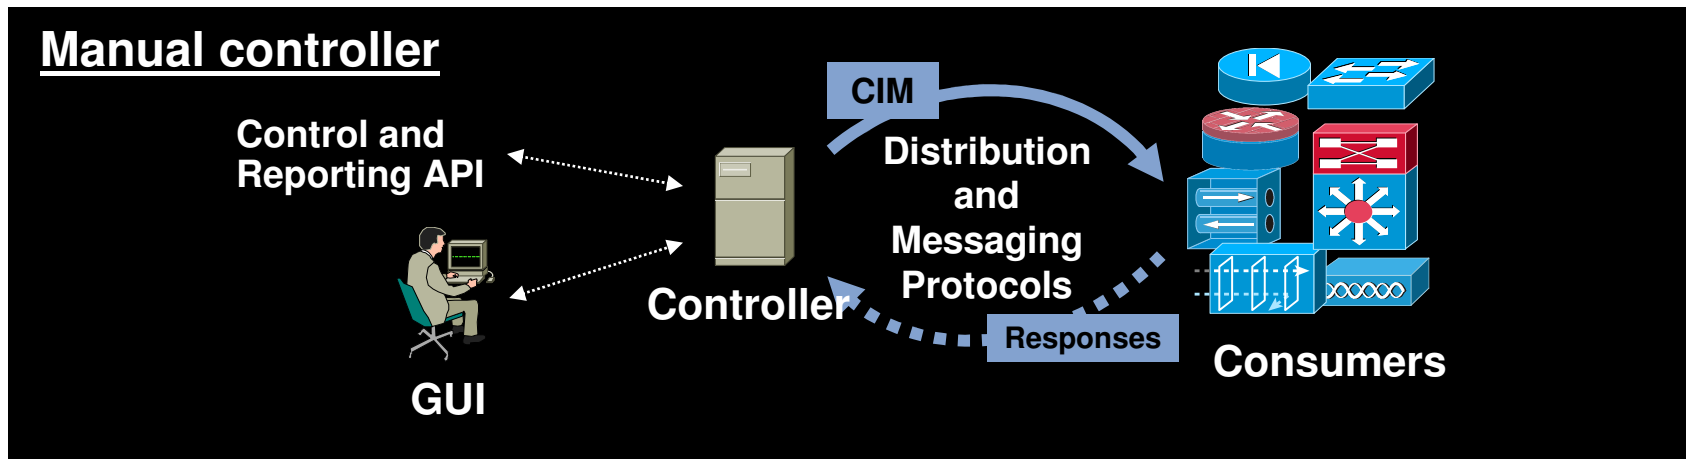 Manual controller
Control and
Reporting API
GUI
Controller
CIM
Distribution
and
Messaging
Protocols
Responses
Consumers